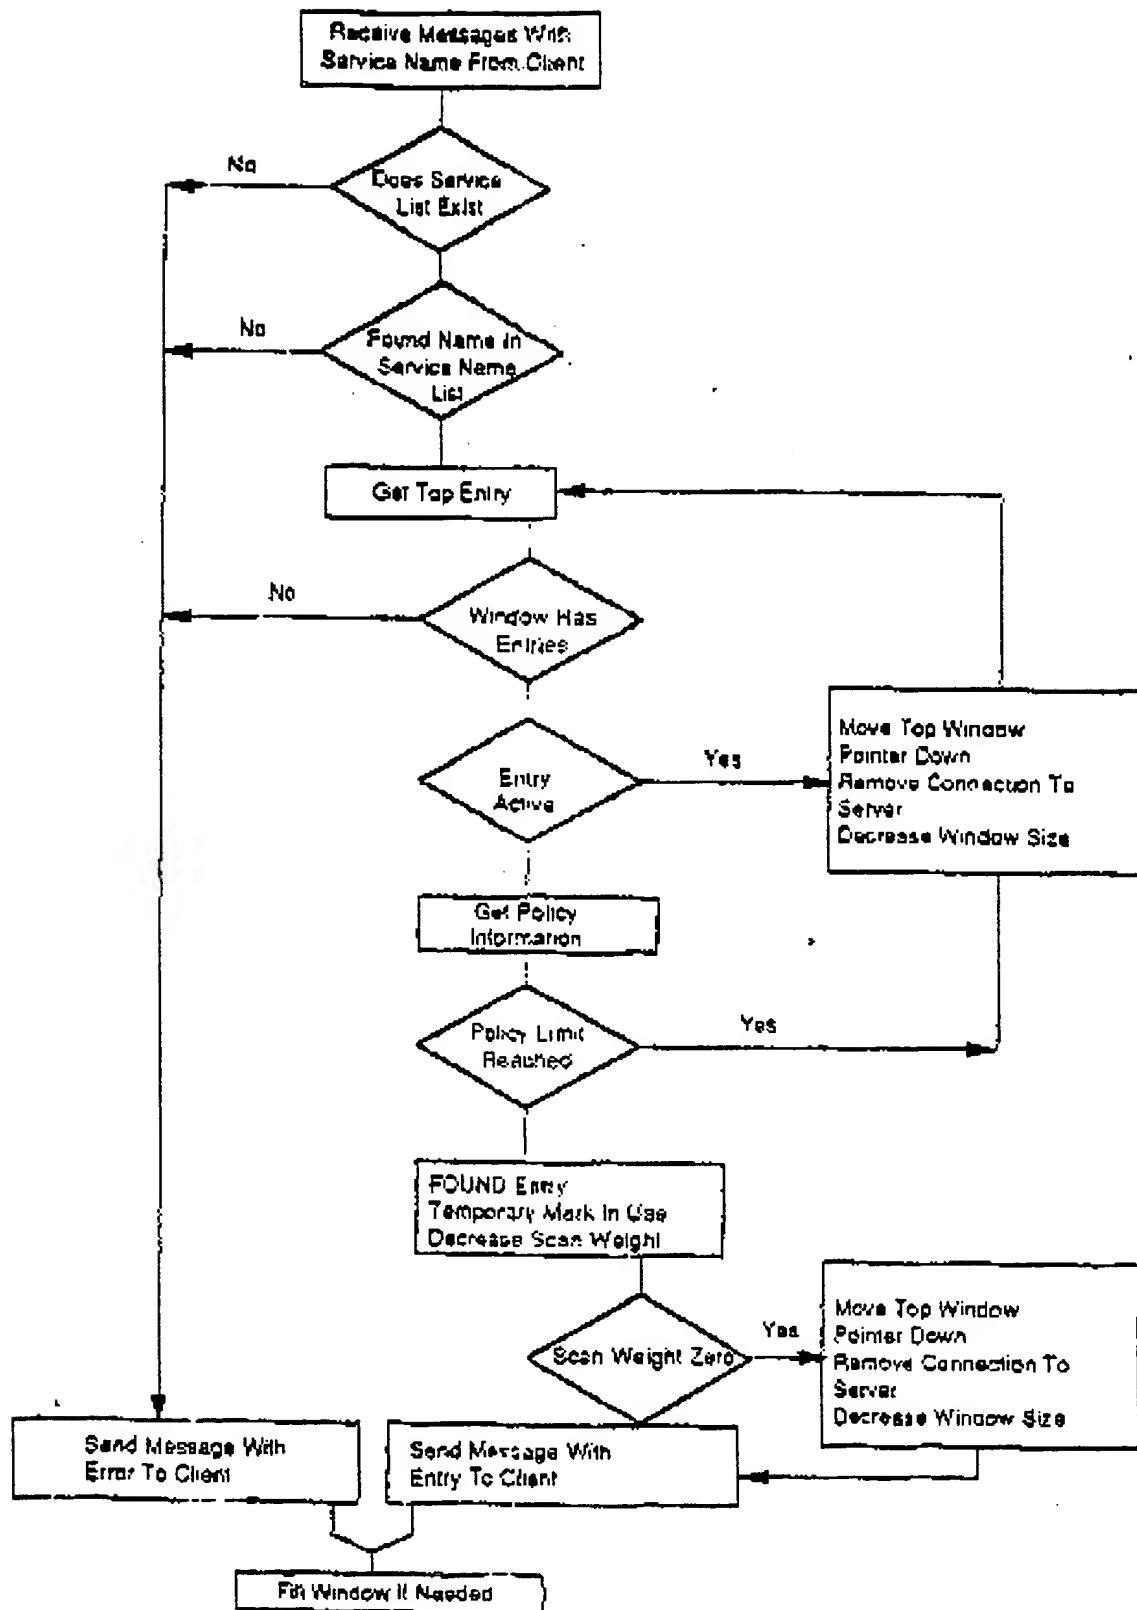 Receive Messages With
Service Name From Client
No
Does Service
List Exist
No
Found Name In
Service Name
List
Get Top Entry
No
Window Has
Entries
Entry
Active
Yes
Move Top Window
Pointer Down
Remove Connection To
Server
Decrease Window Size
Get Policy
Information
Policy Limit
Reached
Yes
FOUND Entry
Temporary Mark In Use
Decrease Scan Weight
Scan Weight Zero
Yes
Move Top Window
Pointer Down
Remove Connection To
Server
Decrease Window Size
Send Message With
Error To Client
Send Message With
Entry To Client
Fill Window If Needed